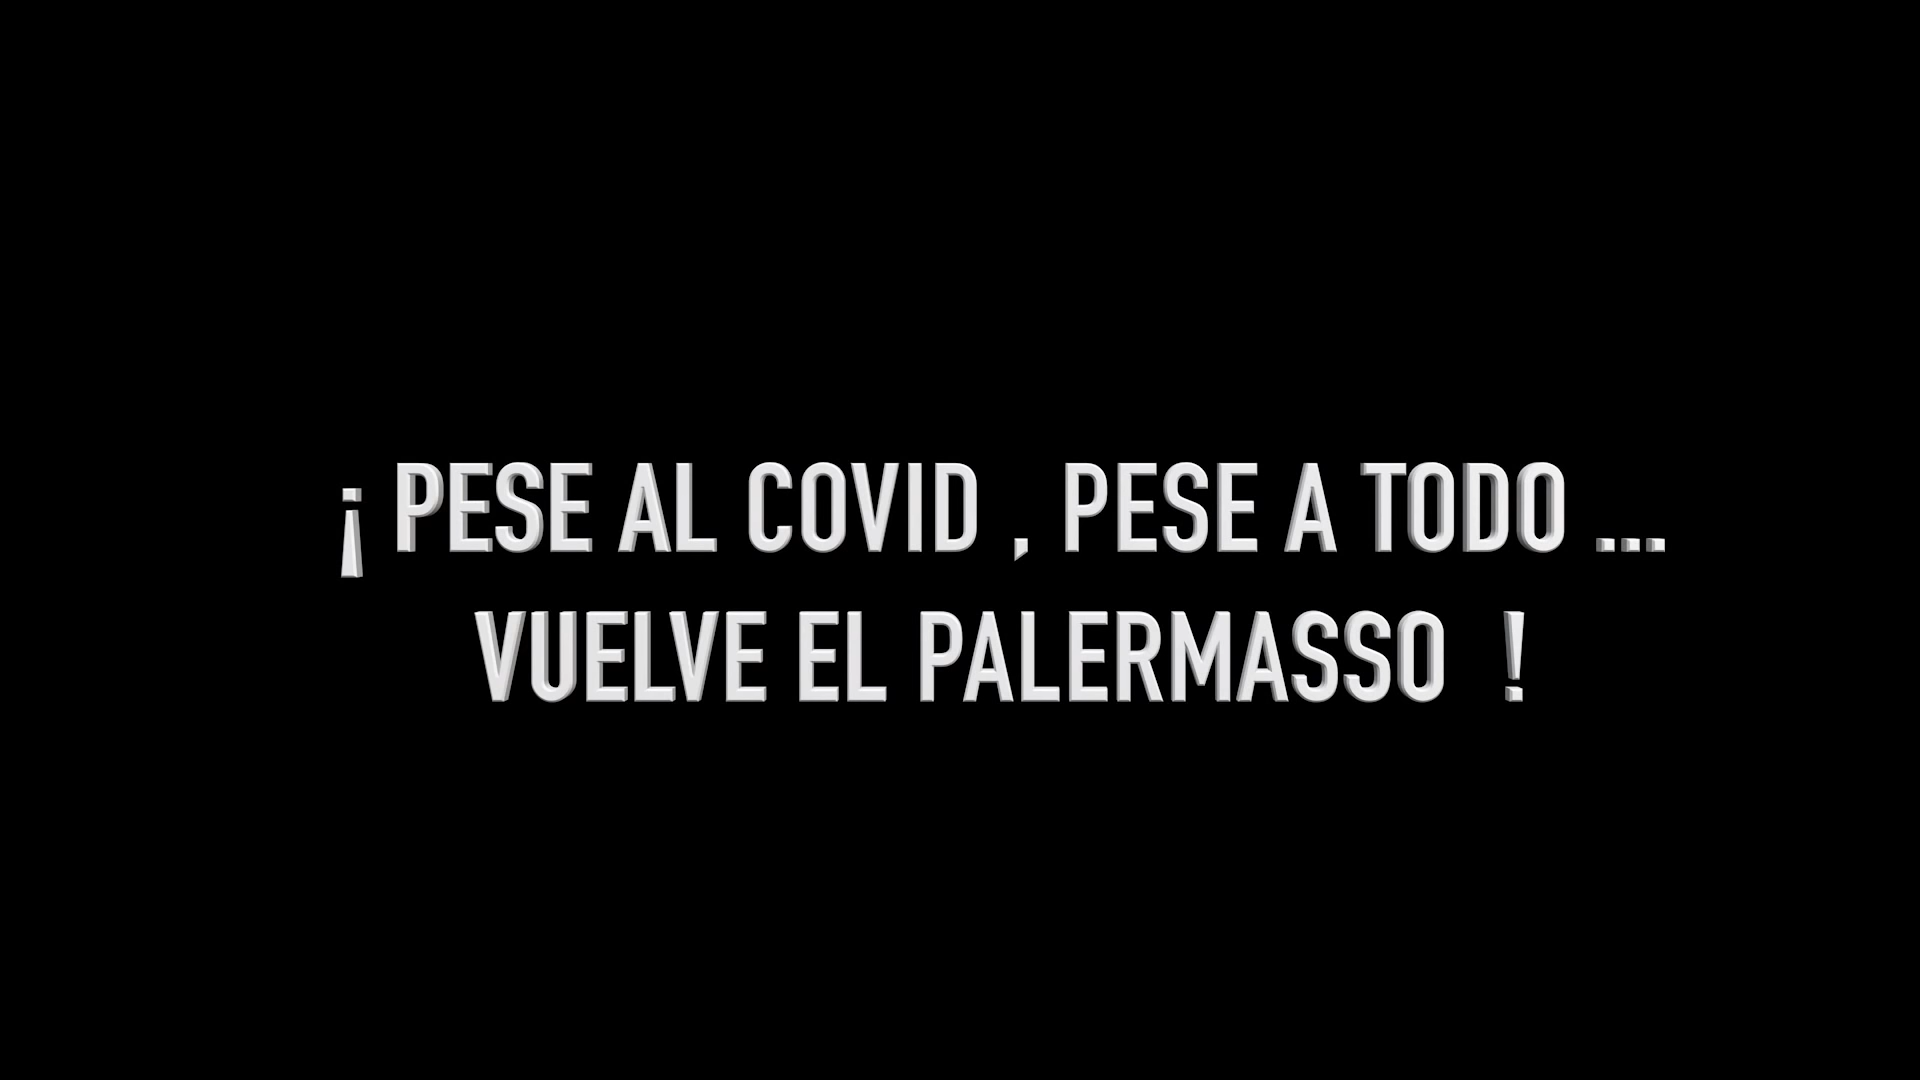 ¡ PESE AL COVID , PESE A TODO ...
VUELVE EL PALERMASSO !